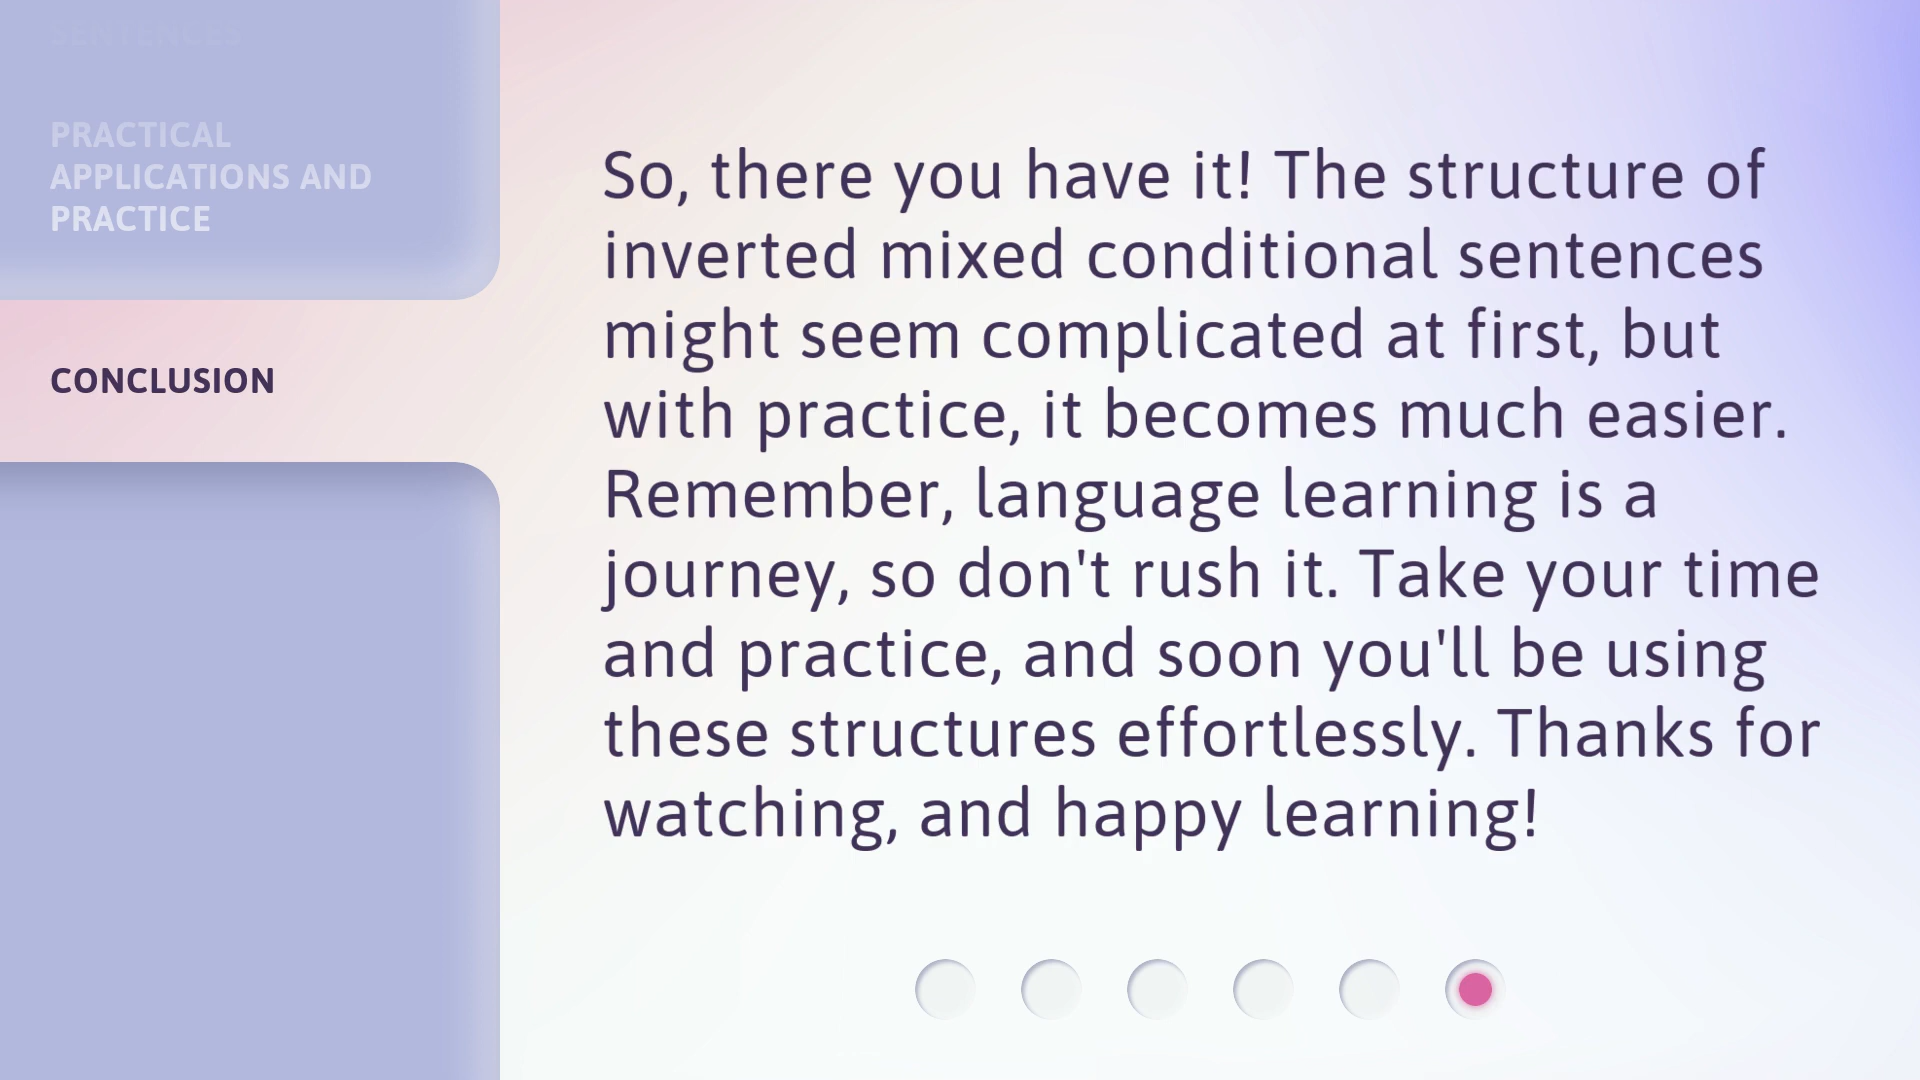 SENTENCES
PRACTICAL
APPLICATIONS AND
PRACTICE
CONCLUSION
So, there you have it! The structure of
inverted mixed conditional sentences
might seem complicated at first, but
with practice, it becomes much easier.
Remember, language learning is a
journey, so don't rush it. Take your time
and practice, and soon you'll be using
these structures effortlessly. Thanks for
watching, and happy learning!